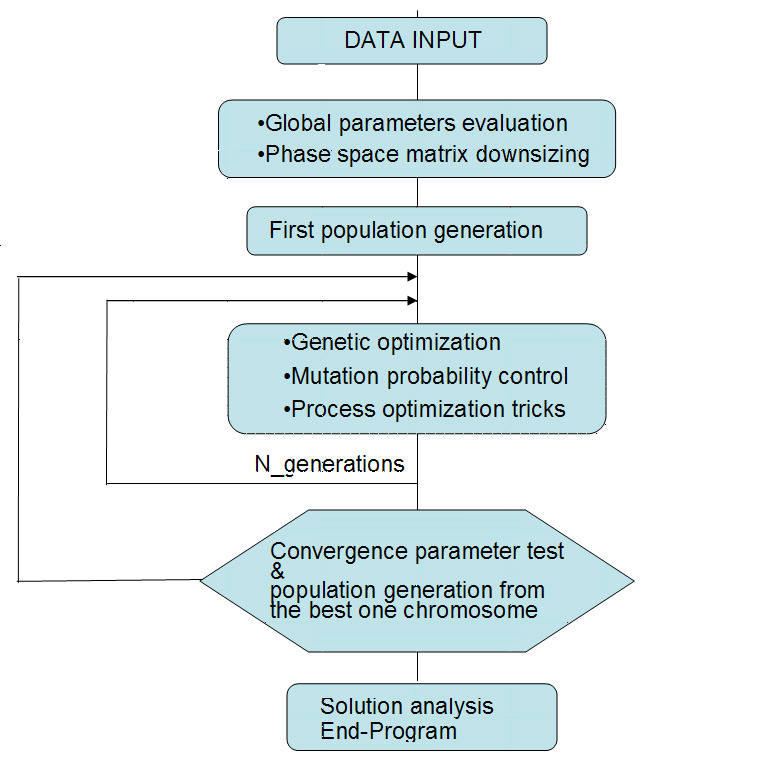 DATA INPUT
•Global parameters evaluation
•Phase space matrix downsizing
First population generation
•Genetic optimization
•Mutation probability control
•Process optimization tricks
N_generations
Convergence parameter test
&
population generation from
the best one chromosome
Solution analysis
End-Program